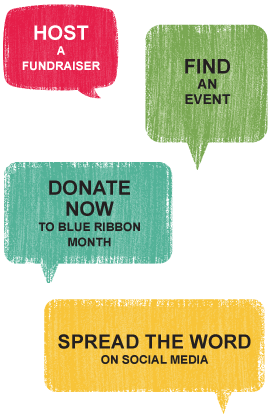 HOST
A
FUNDRAISER
FIND
AN
EVENT
DONATE
NOW
TO BLUE RIBBON
MONTH
SPREAD THE WORD
ON SOCIAL MEDIA